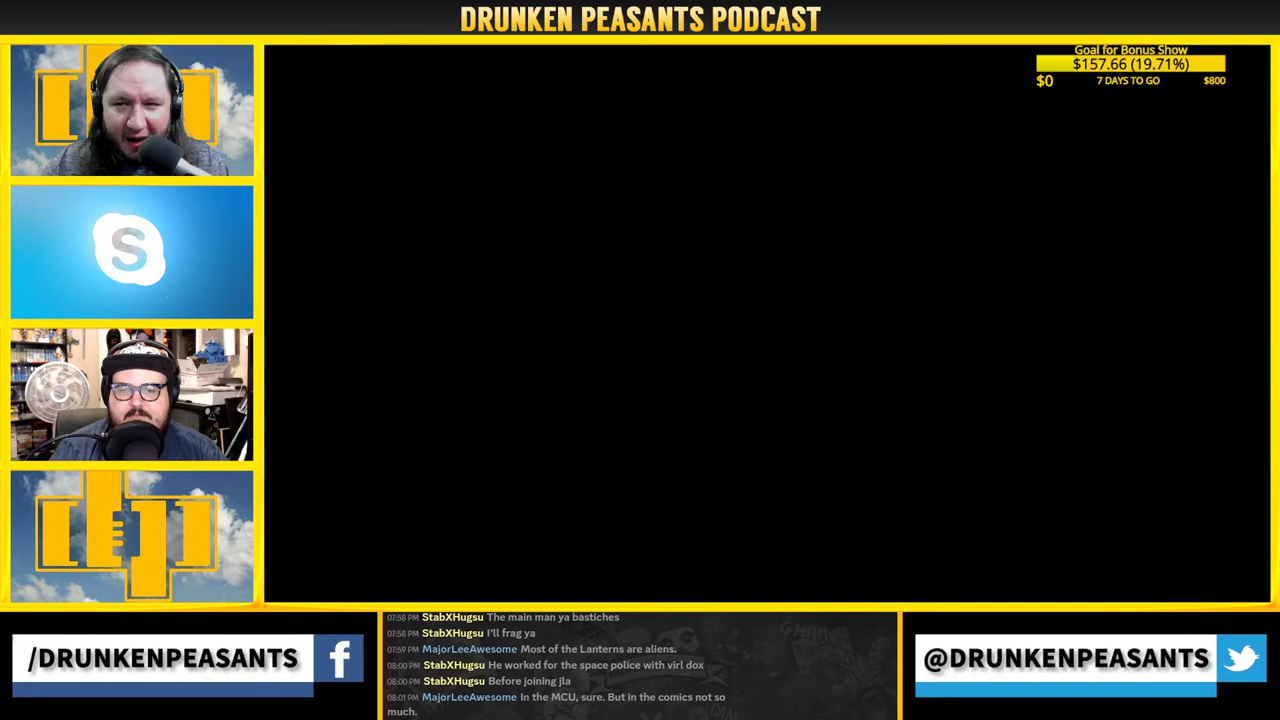 DRUNKEN PEASANTS PODCAST
Goal for Bonus Show
$157.66 (19.71%)
$0 7 DAYS TO GO $800
S
/DRUNKENPEASANTS f
07:58 PM StabXHugsu The main man ya bastiches
07:58 PM StabXHugsu I'll frag ya
07:59 PM MajorLeeAwesome Most of the Lanterns are aliens.
08:00 PM StabXHugsu He worked for the space police with virl dox
08:00 PM StabXHugsu Before joining jla
08:01 PM MajorLeeAwesome In the MCU, sure. But in the comics not so
much.
@DRUNKENPEASANTS